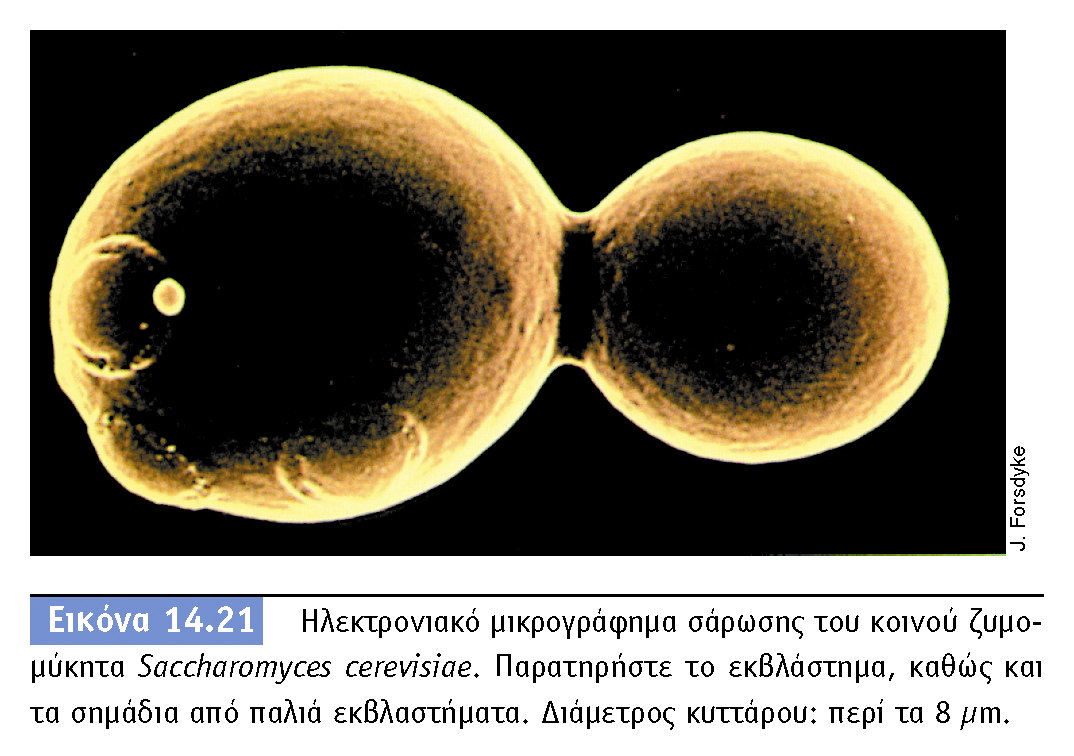 J. Forsdyke
Εικόνα 14.21 Ηλεκτρονιακό μικρογράφημα σάρωσης του κοινού ζυμο-
μύκητα Saccharomyces cerevisiae. Παρατηρήστε το εκβλάστημα, καθώς και
τα σημάδια από παλιά εκβλαστήματα. Διάμετρος κυττάρου: περί τα 8 μm.